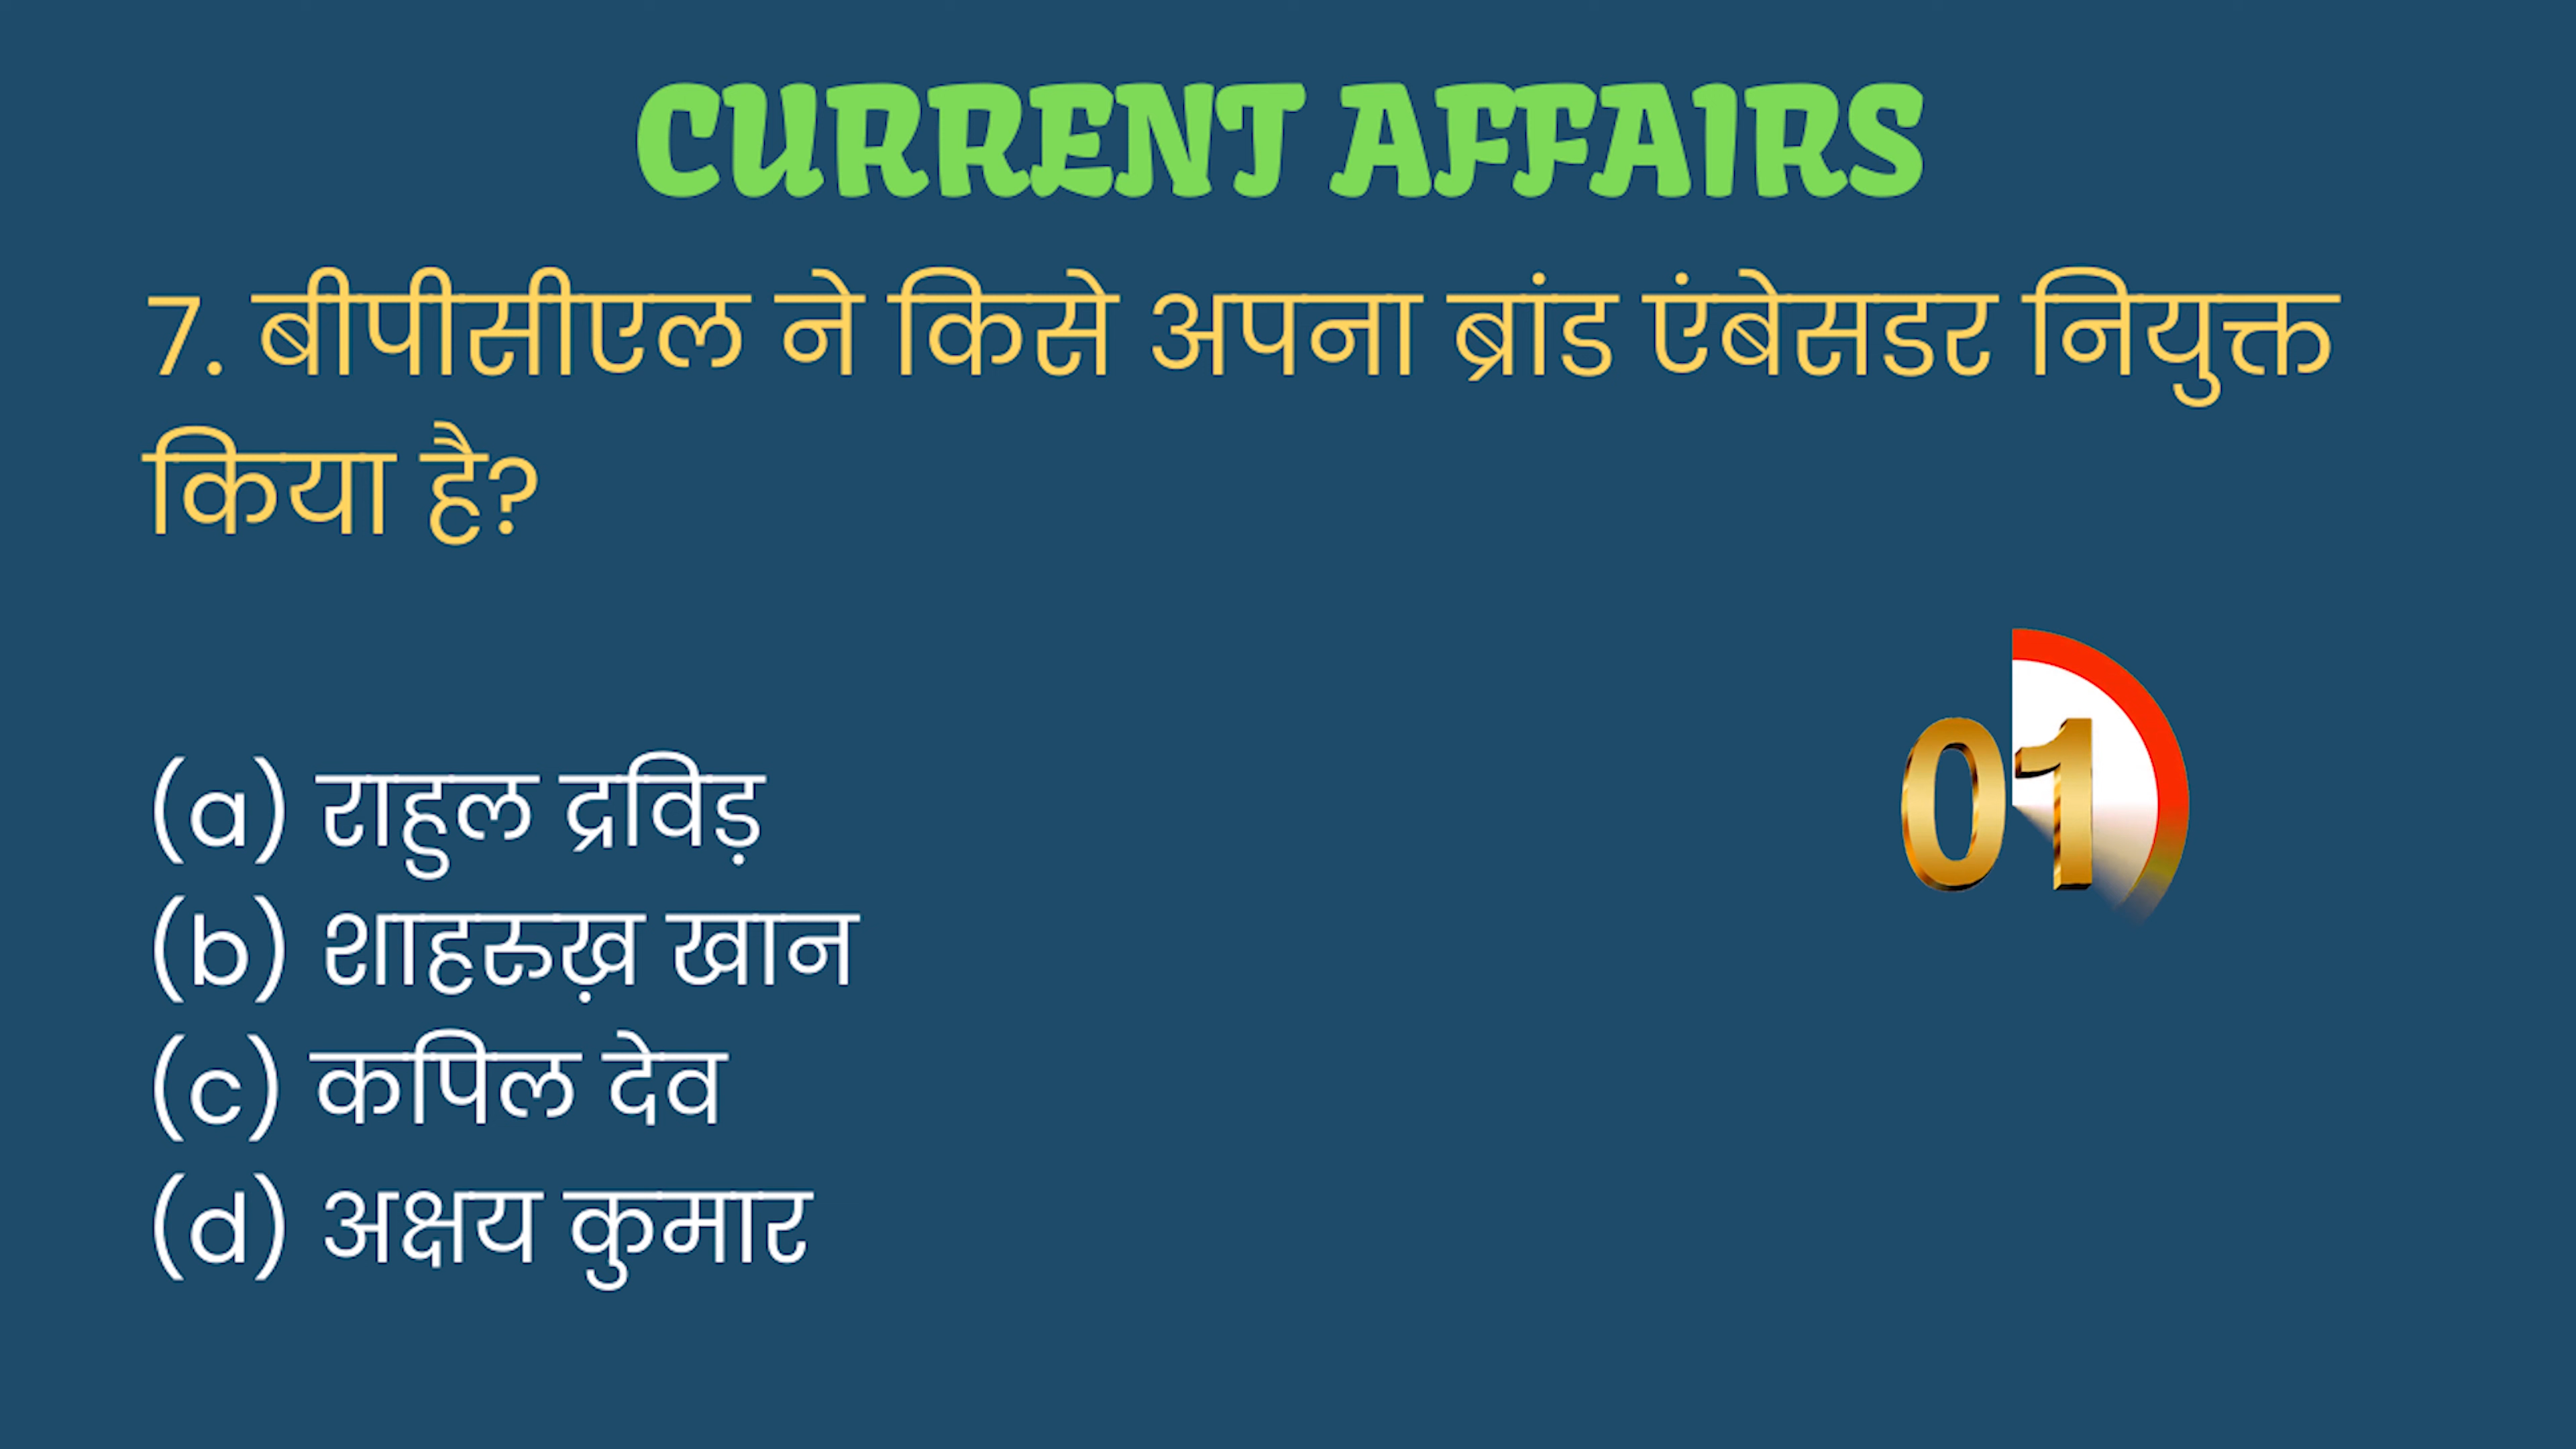 CURRENT AFFAIRS
7. बीपीसीएल ने किसे अपना ब्रांड एंबेसडर नियुक्त
किया है?
01
(a) राहुल द्रविड़
(b) शाहरुख़ खान
(c) कपिल देव
(d) अक्षय कुमार